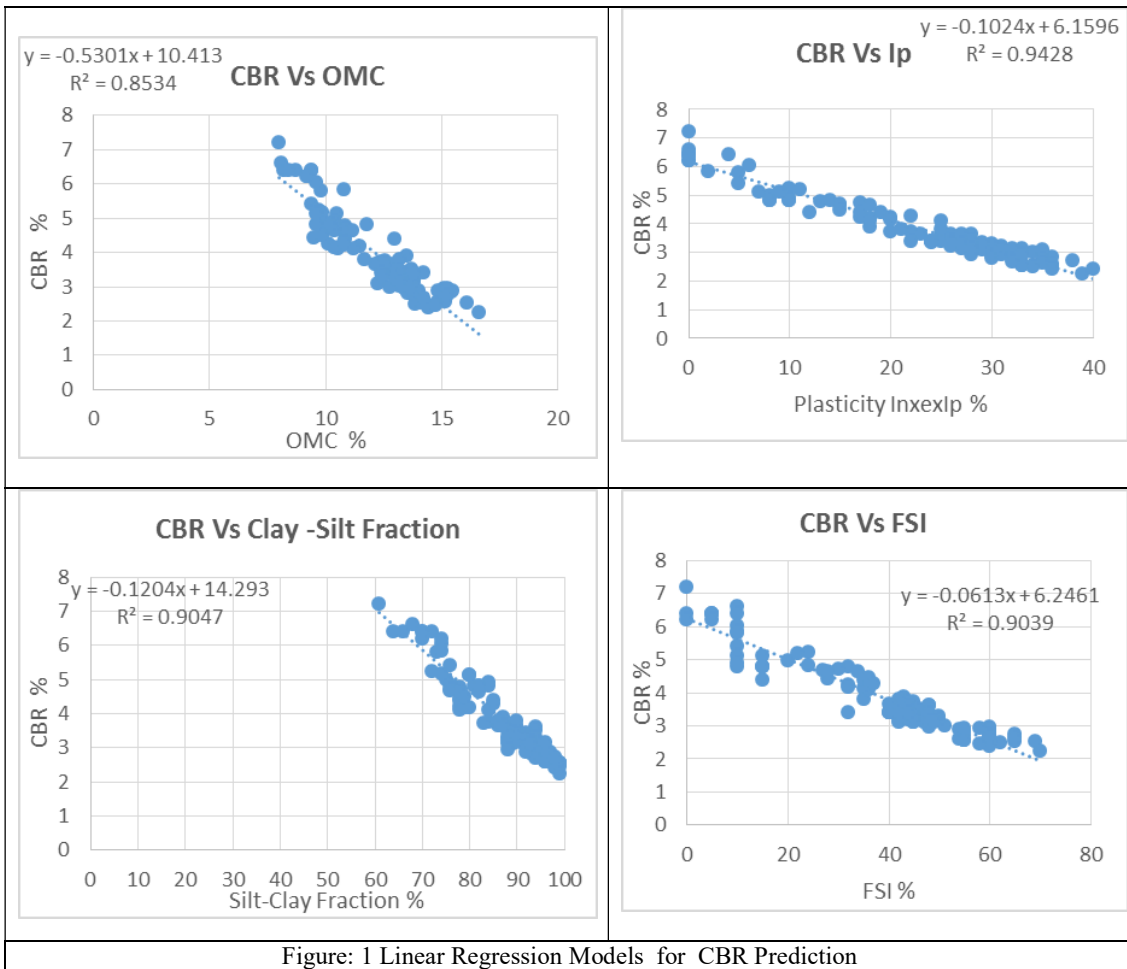 y = -0.5301x + 10.413
R² = 0.8534
CBR Vs OMC
8
7
6
5
4
3
2
1
0
0 5 10 15 20
CBR %
OMC %
y = -0.1024x + 6.1596
R² = 0.9428
CBR Vs Ip
8
7
6
5
4
3
2
1
0
0 10 20 30 40
CBR %
Plasticity InxexIp %
CBR Vs Clay -Silt Fraction
y = -0.1204x + 14.293
R² = 0.9047
8
7
6
5
4
3
2
1
0
0 10 20 30 40 50 60 70 80 90 100
CBR %
Silt-Clay Fraction %
CBR Vs FSI
y = -0.0613x + 6.2461
R² = 0.9039
8
7
6
5
4
3
2
1
0
0 20 40 60 80
CBR %
FSI %
Figure: 1 Linear Regression Models for CBR Prediction